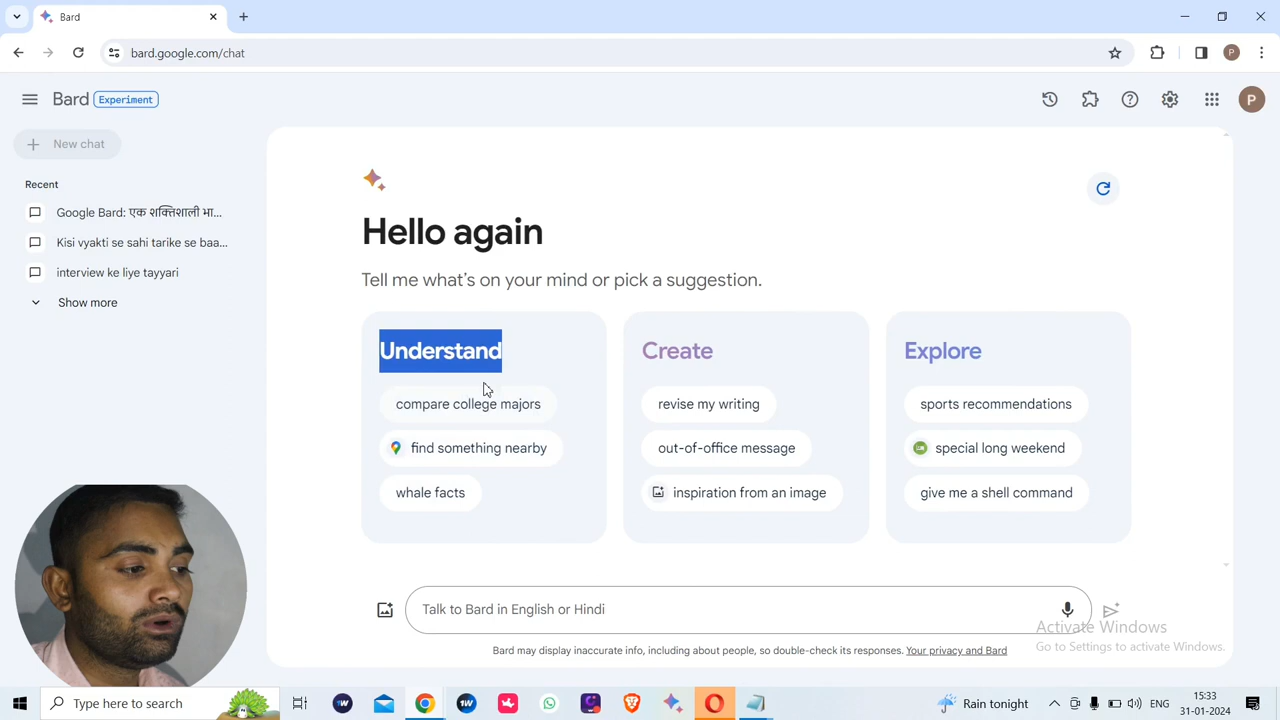 Bard
bard.google.com/chat
P
Bard Experiment
P
New chat
Recent
Google Bard: एक शक्तिशाली भा...
Kisi vyakti se sahi tarike se baa...
interview ke liye tayyari
Show more
Hello again
Tell me what's on your mind or pick a suggestion.
Understand
compare college majors
find something nearby
whale facts
Create
revise my writing
out-of-office message
inspiration from an image
Explore
sports recommendations
special long weekend
give me a shell command
Talk to Bard in English or Hindi
Bard may display inaccurate info, including about people, so double-check its responses. Your privacy and Bard
Activate Windows
Go to Settings to activate Windows.
Type here to search
1W
1W
Rain tonight
ENG
15:33
31-01-2024